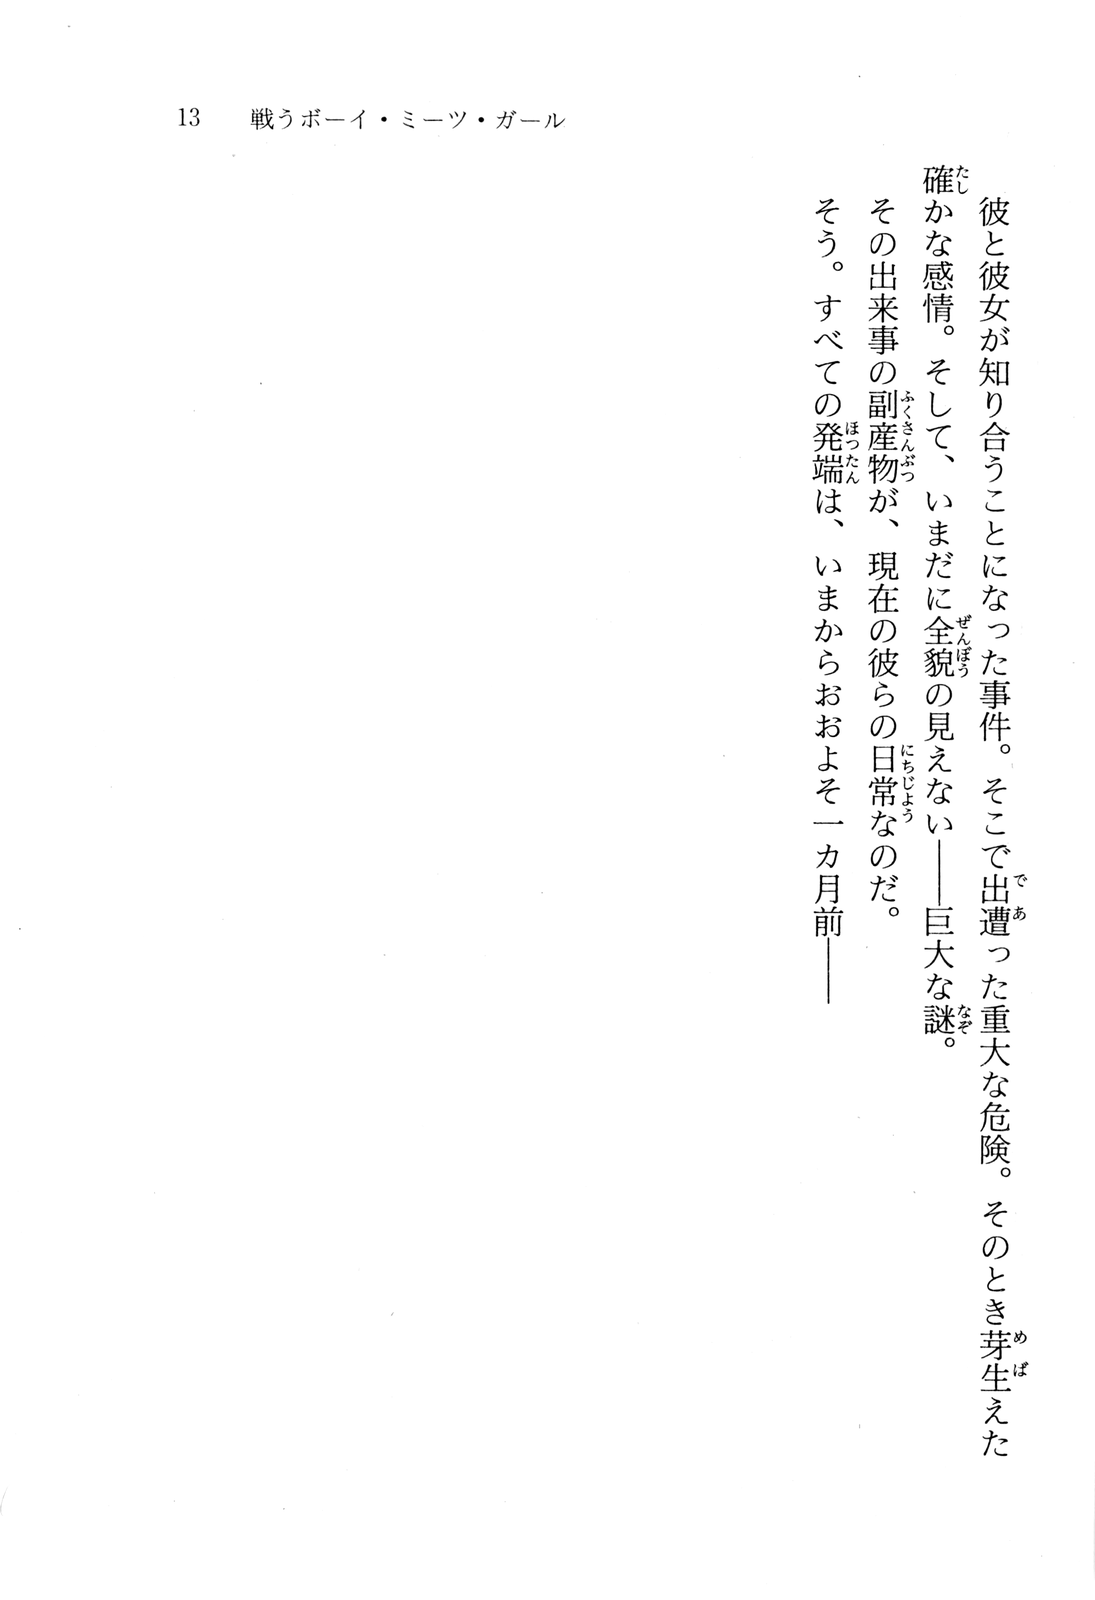 13 戦うボーイ・ミーツ・ガール
彼と彼女が知り合うことになった事件。そこで出遭った重大な危険。そのとき芽生えた
確かな感情。そして、いまだに全貌の見えない――巨大な謎。
その出来事の副産物が、現在の彼らの日常なのだ。
そう。すべての発端は、いまからおおよそ一カ月前――